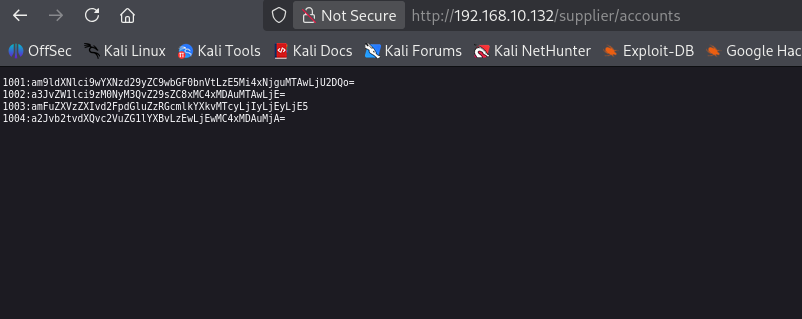 Not Secure http://192.168.10.132/supplier/accounts
OffSec Kali Linux Kali Tools Kali Docs Kali Forums Kali NetHunter Exploit-DB Google Hac
1001:am9ldXNlci9wYXNzd29yZC9wbGF0bnVtLzE5Mi4xNjguMTAwLjU2DQo=
1002:a3JvZW1lci9zM0NyM3QvZ29sZC8xMC4xMDAuMTAwLjE=
1003:amFuZXVzZXIvd2FpdGluZzRGcmlkYXkvMTcyLjIyLjEyLjE5
1004:a2Jvb2tvdXQvc2VuZG1lYXBvLzEwLjEwMC4xMDAuMjA=